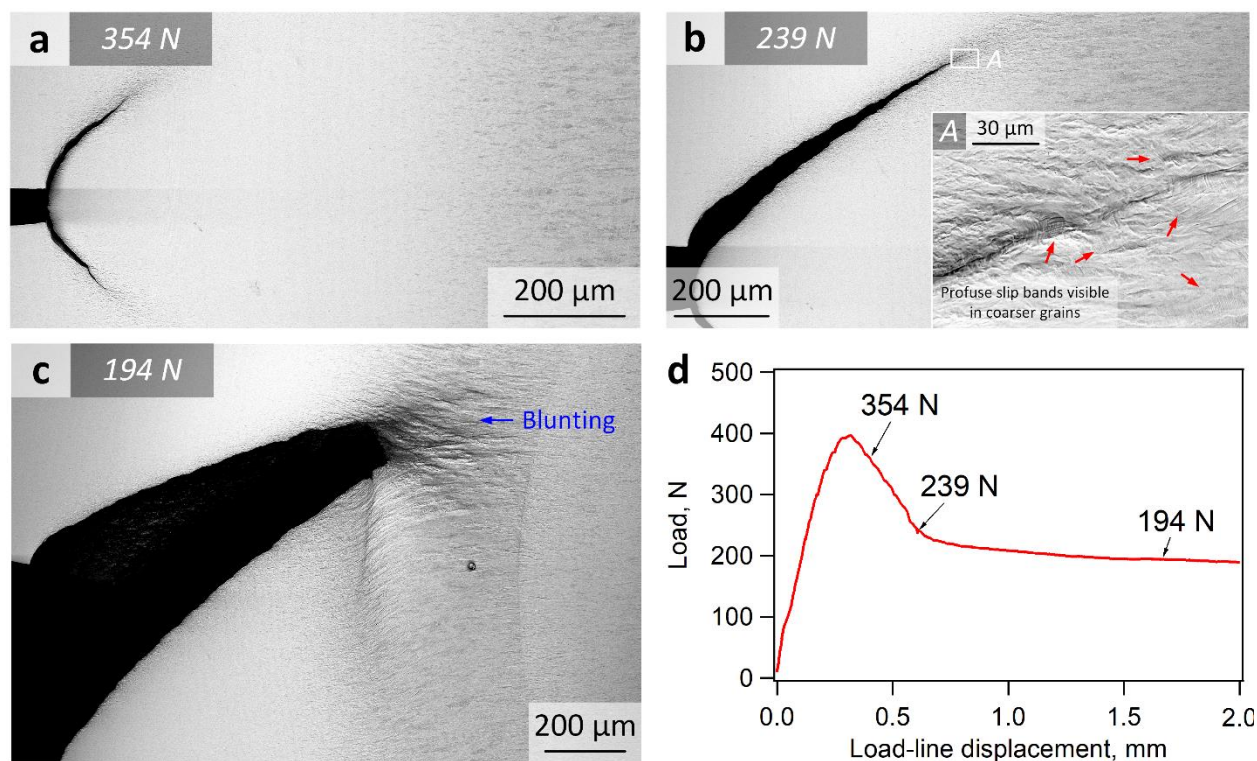 a
354 N
200 µm
b
239 N
A
A
30 µm
Profuse slip bands visible
in coarser grains
200 µm
c
194 N
Blunting
200 µm
d
500
400
300
200
100
0
Load, N
354 N
239 N
194 N
0.0
0.5
1.0
1.5
2.0
Load-line displacement, mm